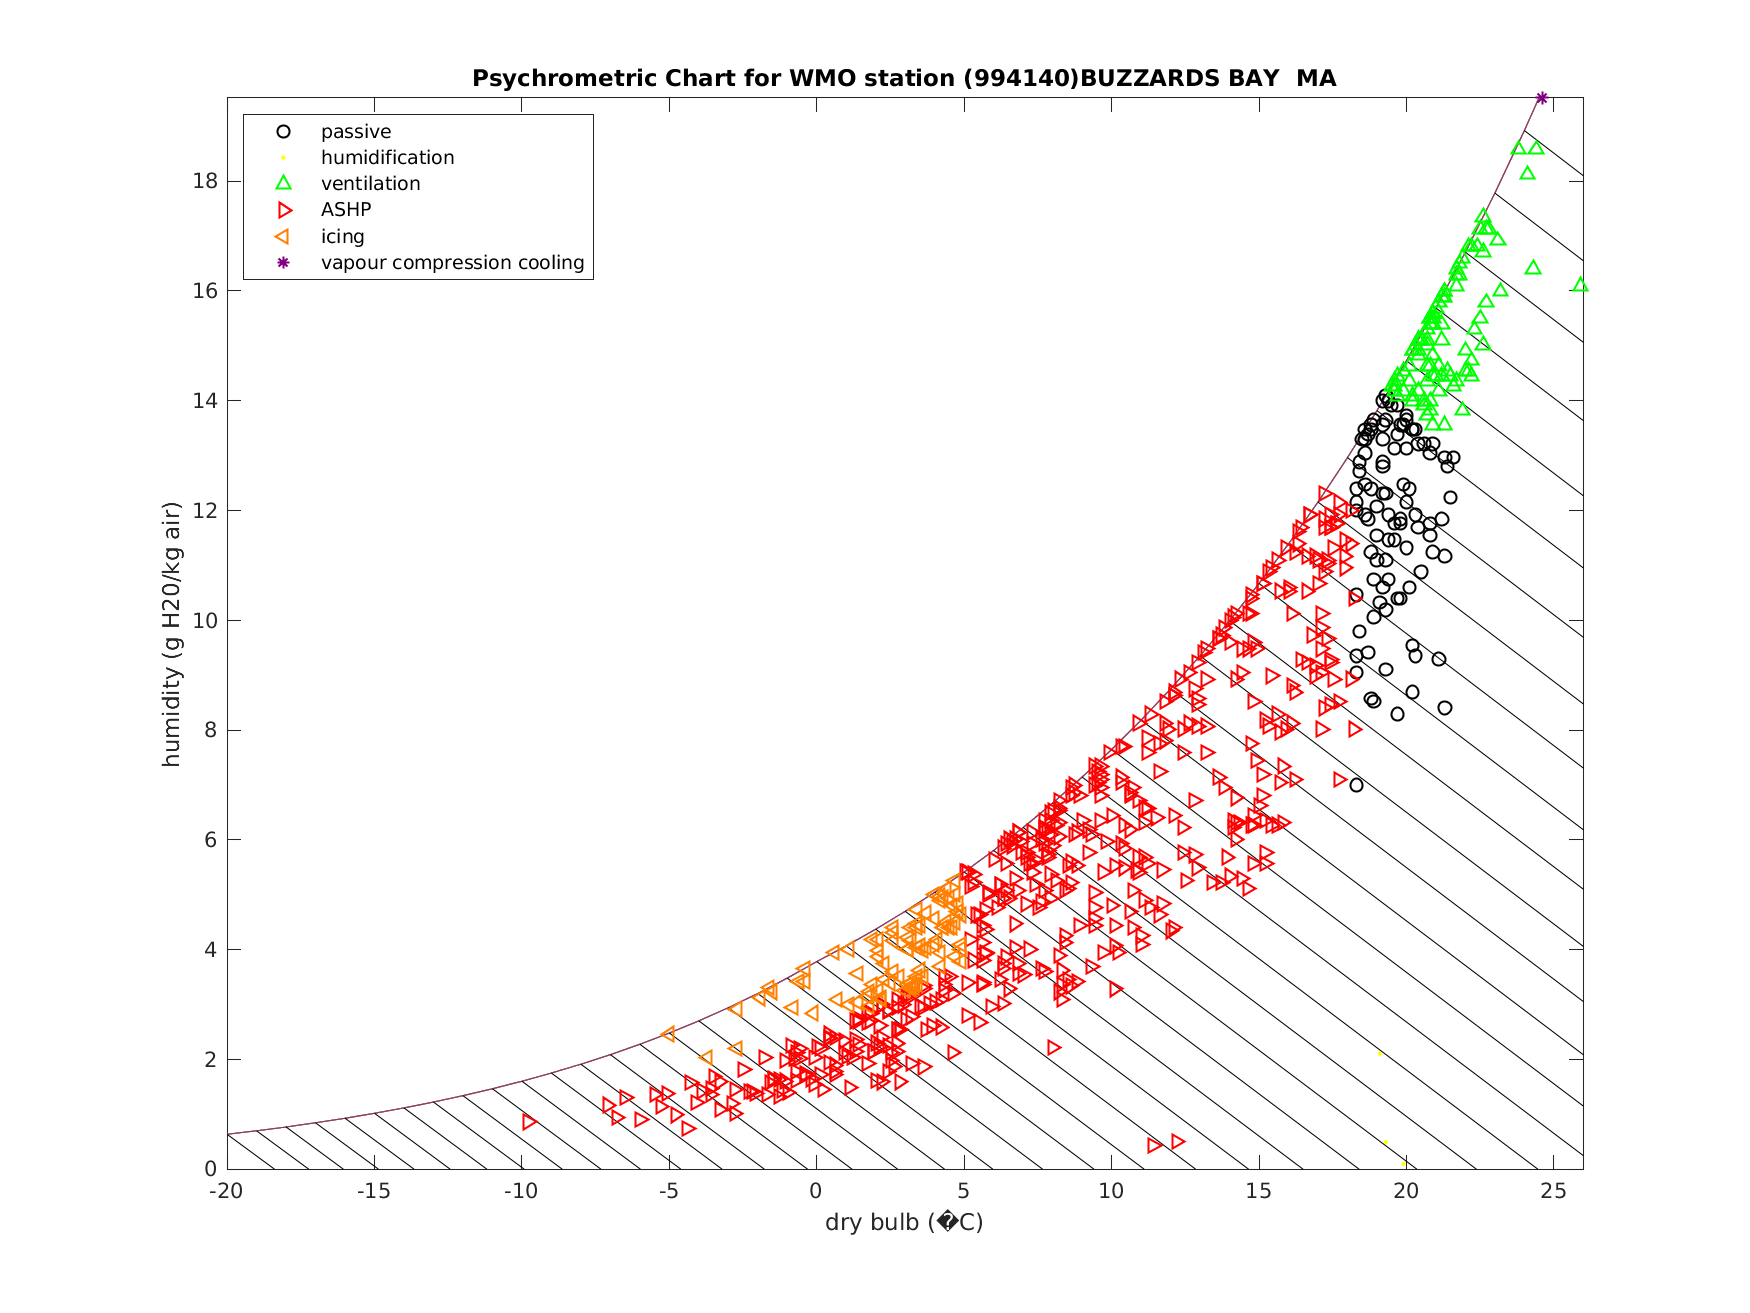 Psychrometric Chart for WMO station (994140)BUZZARDS BAY  MA
passive
humidification
ventilation
ASHP
icing
vapour compression cooling
humidity (g H20/kg air)
18
16
14
12
10
8
6
4
2
0
-20 -15 -10 -5 0 5 10 15 20 25
dry bulb (�C)